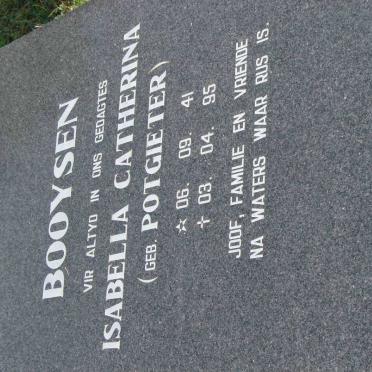 BOOYSEN
VIR ALTYD IN ONS GEDAGTES
ISABELLA CATHERINA
(GEB. POTGIETER)
☆ 06. 09. 41
✝ 03. 04. 95
JOOF, FAMILIE EN VRIENDE
NA WATERS WAAR RUS IS.